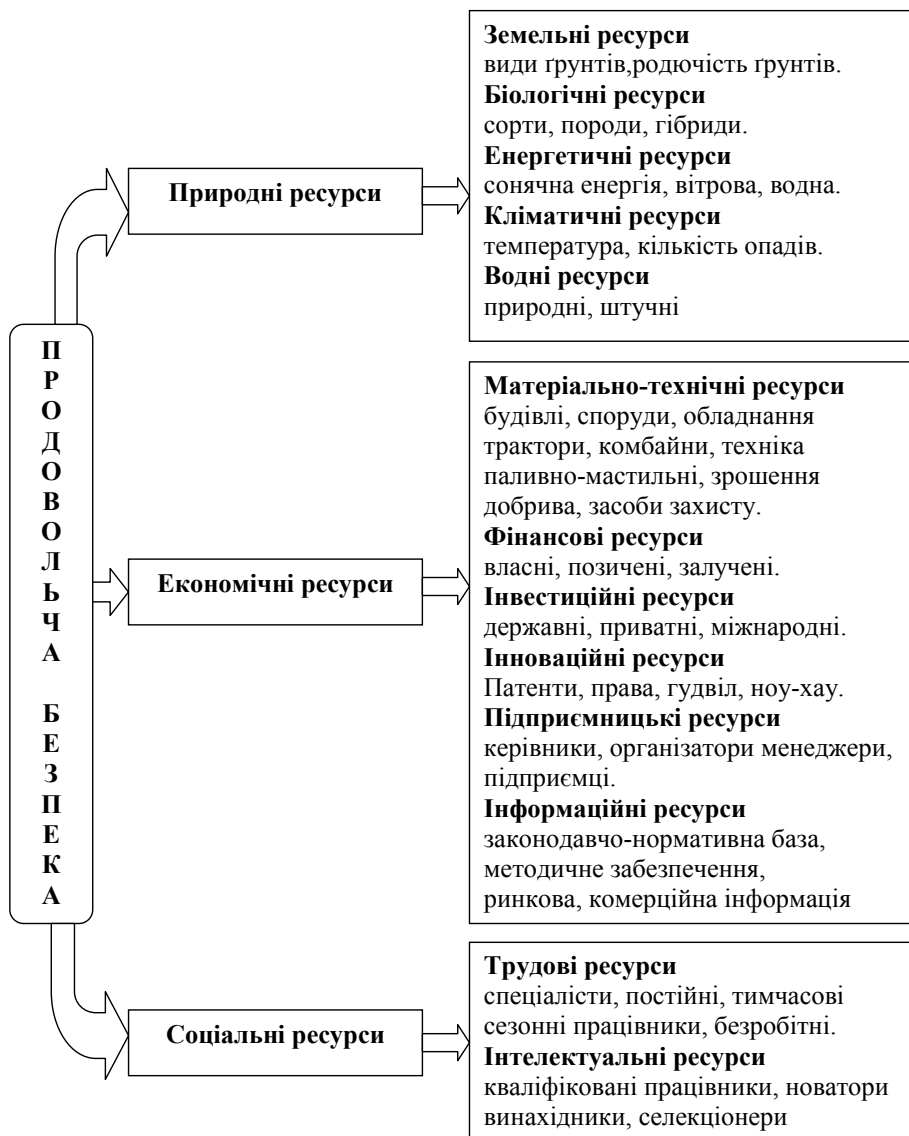 ПРОДОВОЛЬЧА БЕЗПЕКА
Природні ресурси
Земельні ресурси
види ґрунтів,родючість ґрунтів.
Біологічні ресурси
сорти, породи, гібриди.
Енергетичні ресурси
сонячна енергія, вітрова, водна.
Кліматичні ресурси
температура, кількість опадів.
Водні ресурси
природні, штучні
Економічні ресурси
Матеріально-технічні ресурси
будівлі, споруди, обладнання
трактори, комбайни, техніка
паливно-мастильні, зрошення
добрива, засоби захисту.
Фінансові ресурси
власні, позичені, залучені.
Інвестиційні ресурси
державні, приватні, міжнародні.
Інноваційні ресурси
Патенти, права, гудвіл, ноу-хау.
Підприємницькі ресурси
керівники, організатори менеджери,
підприємці.
Інформаційні ресурси
законодавчо-нормативна база,
методичне забезпечення,
ринкова, комерційна інформація
Соціальні ресурси
Трудові ресурси
спеціалісти, постійні, тимчасові
сезонні працівники, безробітні.
Інтелектуальні ресурси
кваліфіковані працівники, новатори
винахідники, селекціонери